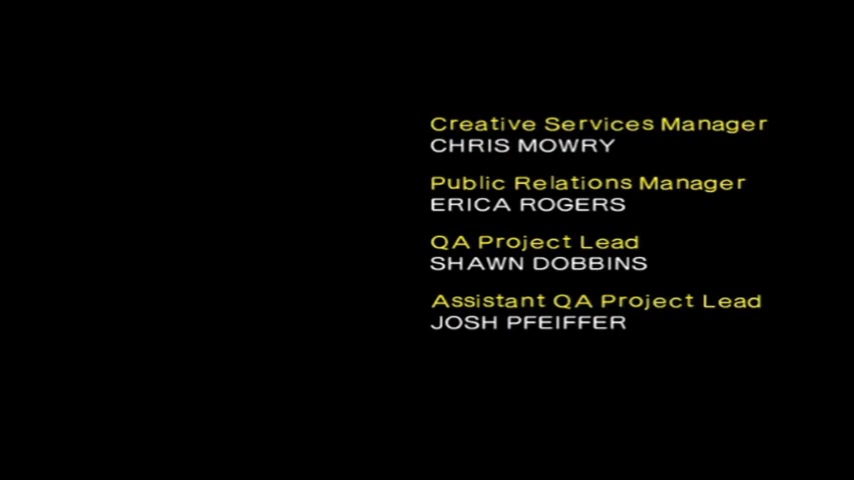 Creative Services Manager
CHRIS MOWRY
Public Relations Manager
ERICA ROGERS
QA Project Lead
SHAWN DOBBINS
Assistant QA Project Lead
JOSH PFEIFFER